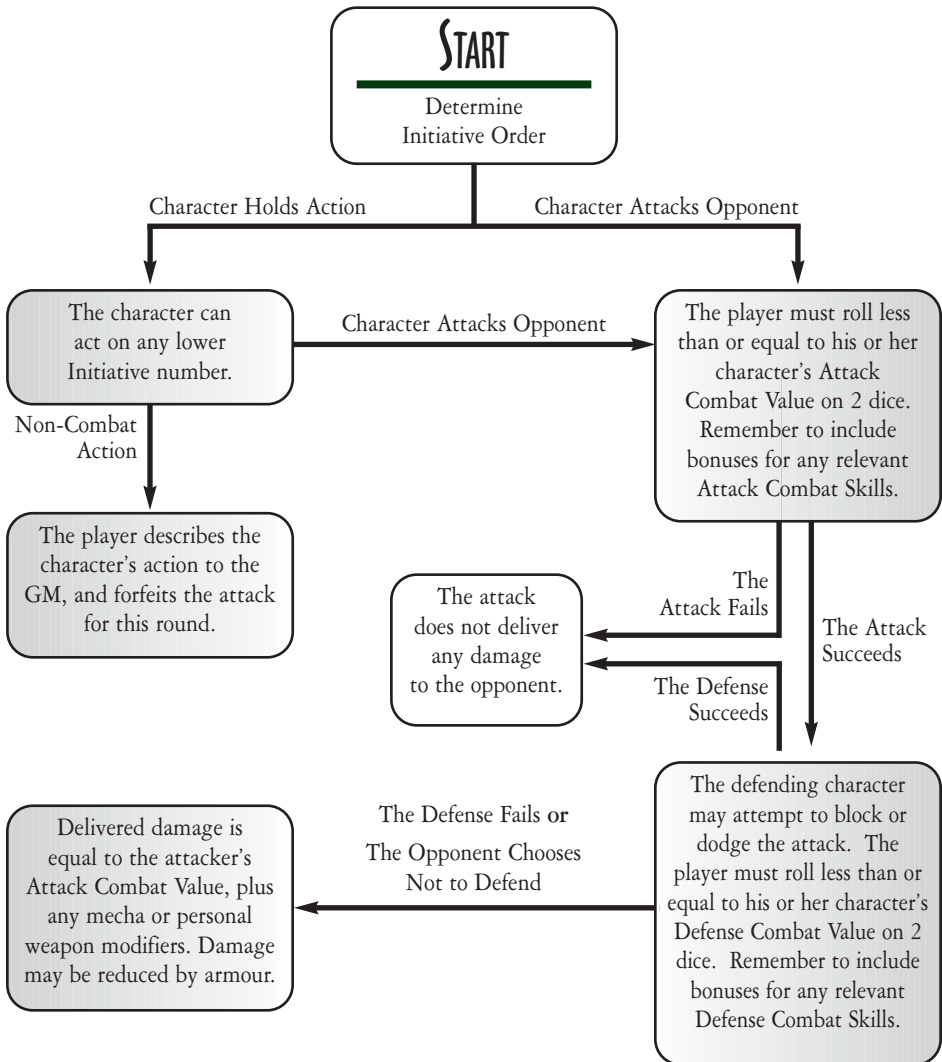 START
Determine
Initiative Order
Character Holds Action
Character Attacks Opponent
The character can
act on any lower
Initiative number.
Character Attacks Opponent
The player must roll less
than or equal to his or her
character's Attack
Combat Value on 2 dice.
Remember to include
bonuses for any relevant
Attack Combat Skills.
Non-Combat
Action
The player describes the
character's action to the
GM, and forfeits the attack
for this round.
The attack
does not deliver
any damage
to the opponent.
The
Attack Fails
The Attack
Succeeds
The Defense
Succeeds
The defending character
may attempt to block or
dodge the attack. The
player must roll less than or
equal to his or her character's
Defense Combat Value on 2
dice. Remember to include
bonuses for any relevant
Defense Combat Skills.
The Defense Fails or
The Opponent Chooses
Not to Defend
Delivered damage is
equal to the attacker's
Attack Combat Value, plus
any mecha or personal
weapon modifiers. Damage
may be reduced by armour.